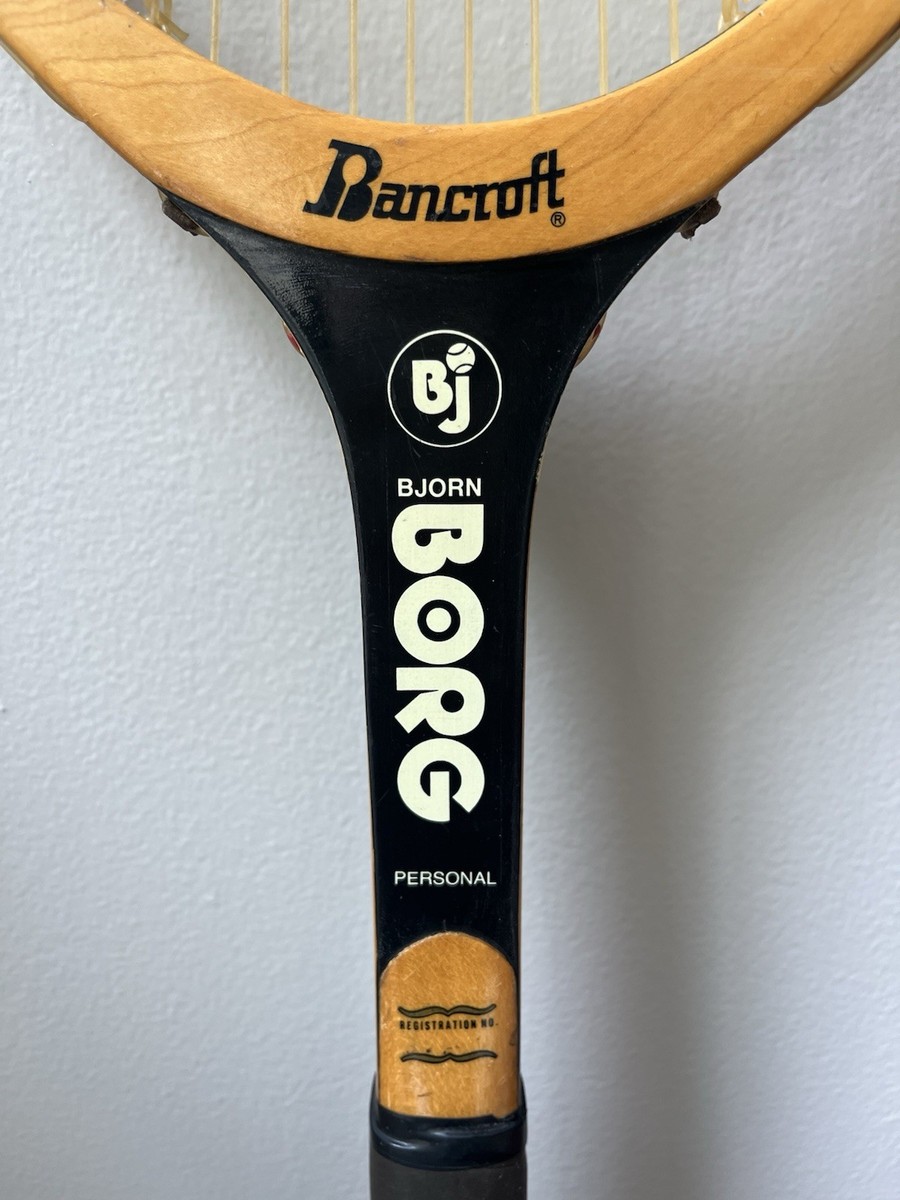 Bancroft®
Bj
BJORN
BORG
PERSONAL
REGISTRATION NO.